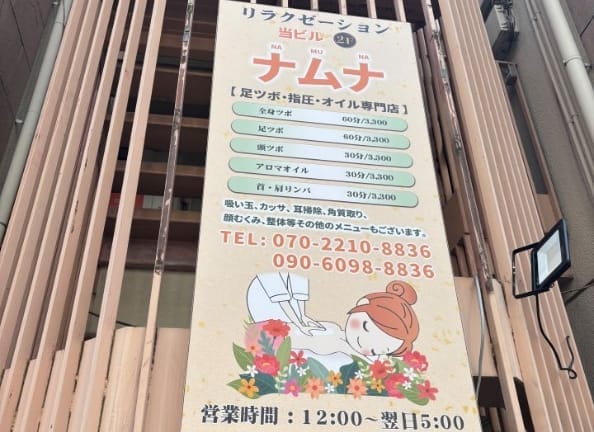 リラクゼーション
当ビル 2F
NA MU NA
ナムナ
【足ツボ・指圧・オイル専門店】
全身ツボ 60分/3,300
足ツボ 60分/3,300
頭ツボ 30分/3,300
アロマオイル 30分/3,300
首・肩リンパ 30分/3,300
吸い玉、カッサ、耳掃除、角質取り、
顔むくみ、整体等その他のメニューもございます。
TEL: 070-2210-8836
090-6098-8836
営業時間：12:00～翌日5:00